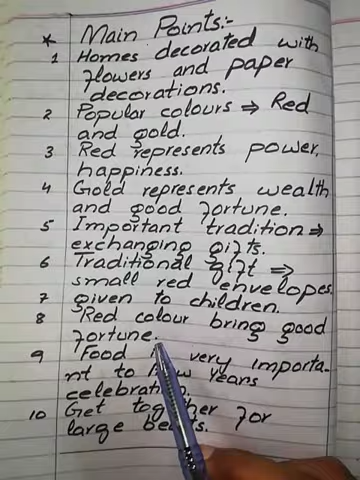 * Main Points:-
1 Homes decorated with
flowers and paper
decorations.
2 Popular colours ⇒ Red
and gold.
3 Red represents power,
happiness.
4 Gold represents wealth
and good fortune.
5 Important tradition ⇒
exchanging gifts.
6 Traditional gift ⇒
small red envelopes
7 given to children.
8 Red colour bring good
fortune.
9 Food very importa-
nt to Years
celebration.
10 Get together for
large